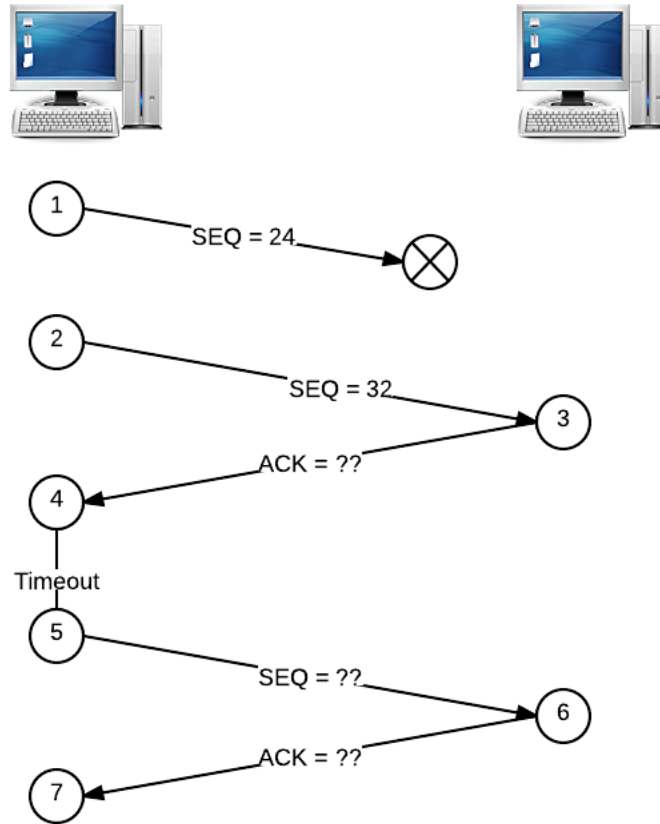 1
SEQ = 24
2
SEQ = 32
3
ACK = ??
4
Timeout
5
SEQ = ??
6
ACK = ??
7